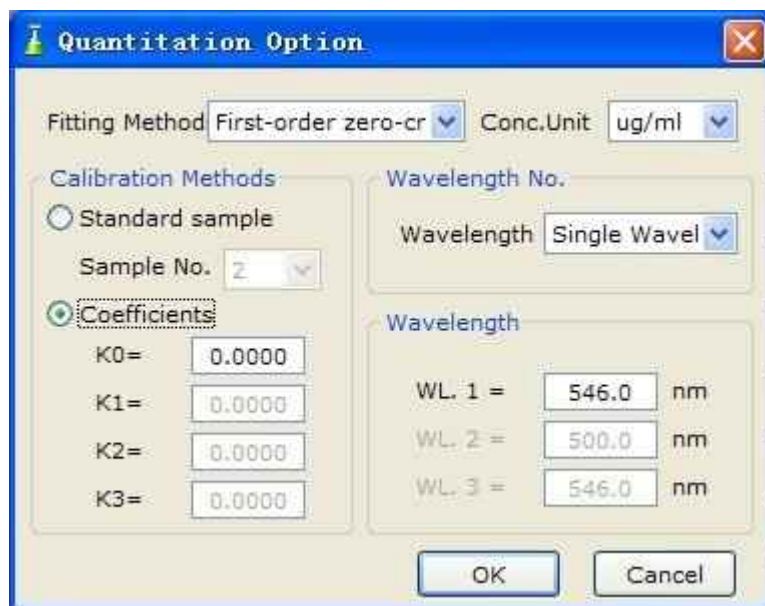 Quantitation Option
Fitting Method First-order zero-cr Conc.Unit ug/ml
Calibration Methods
Standard sample
Sample No. 2
Coefficients
K0= 0.0000
K1= 0.0000
K2= 0.0000
K3= 0.0000
Wavelength No.
Wavelength Single Wavel
Wavelength
WL. 1 = 546.0 nm
WL. 2 = 500.0 nm
WL. 3 = 546.0 nm
OK Cancel